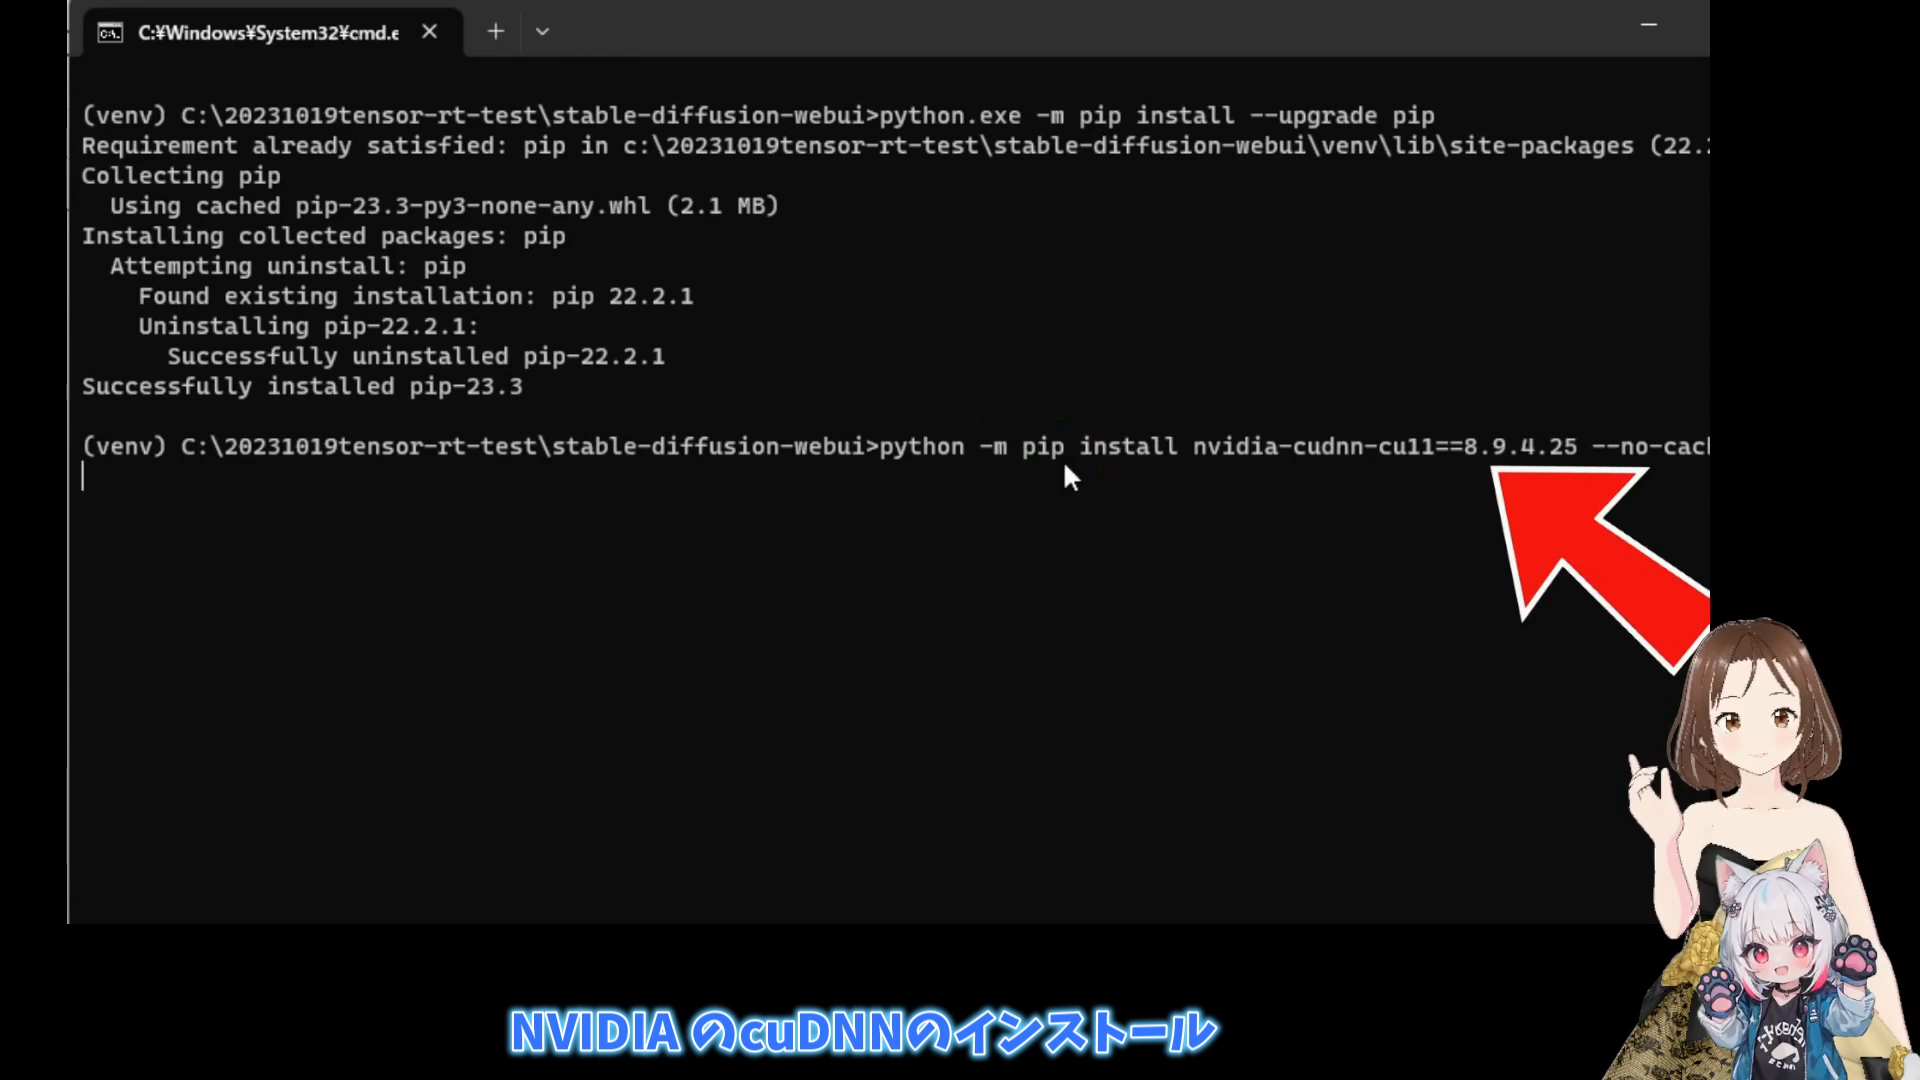 C:¥Windows¥System32¥cmd.e
(venv) C:\20231019tensor-rt-test\stable-diffusion-webui>python.exe -m pip install --upgrade pip
Requirement already satisfied: pip in c:\20231019tensor-rt-test\stable-diffusion-webui\venv\lib\site-packages (22.2
Collecting pip
Using cached pip-23.3-py3-none-any.whl (2.1 MB)
Installing collected packages: pip
Attempting uninstall: pip
Found existing installation: pip 22.2.1
Uninstalling pip-22.2.1:
Successfully uninstalled pip-22.2.1
Successfully installed pip-23.3
(venv) C:\20231019tensor-rt-test\stable-diffusion-webui>python -m pip install nvidia-cudnn-cu11==8.9.4.25 --no-cac
NVIDIA のcuDNNのインストール